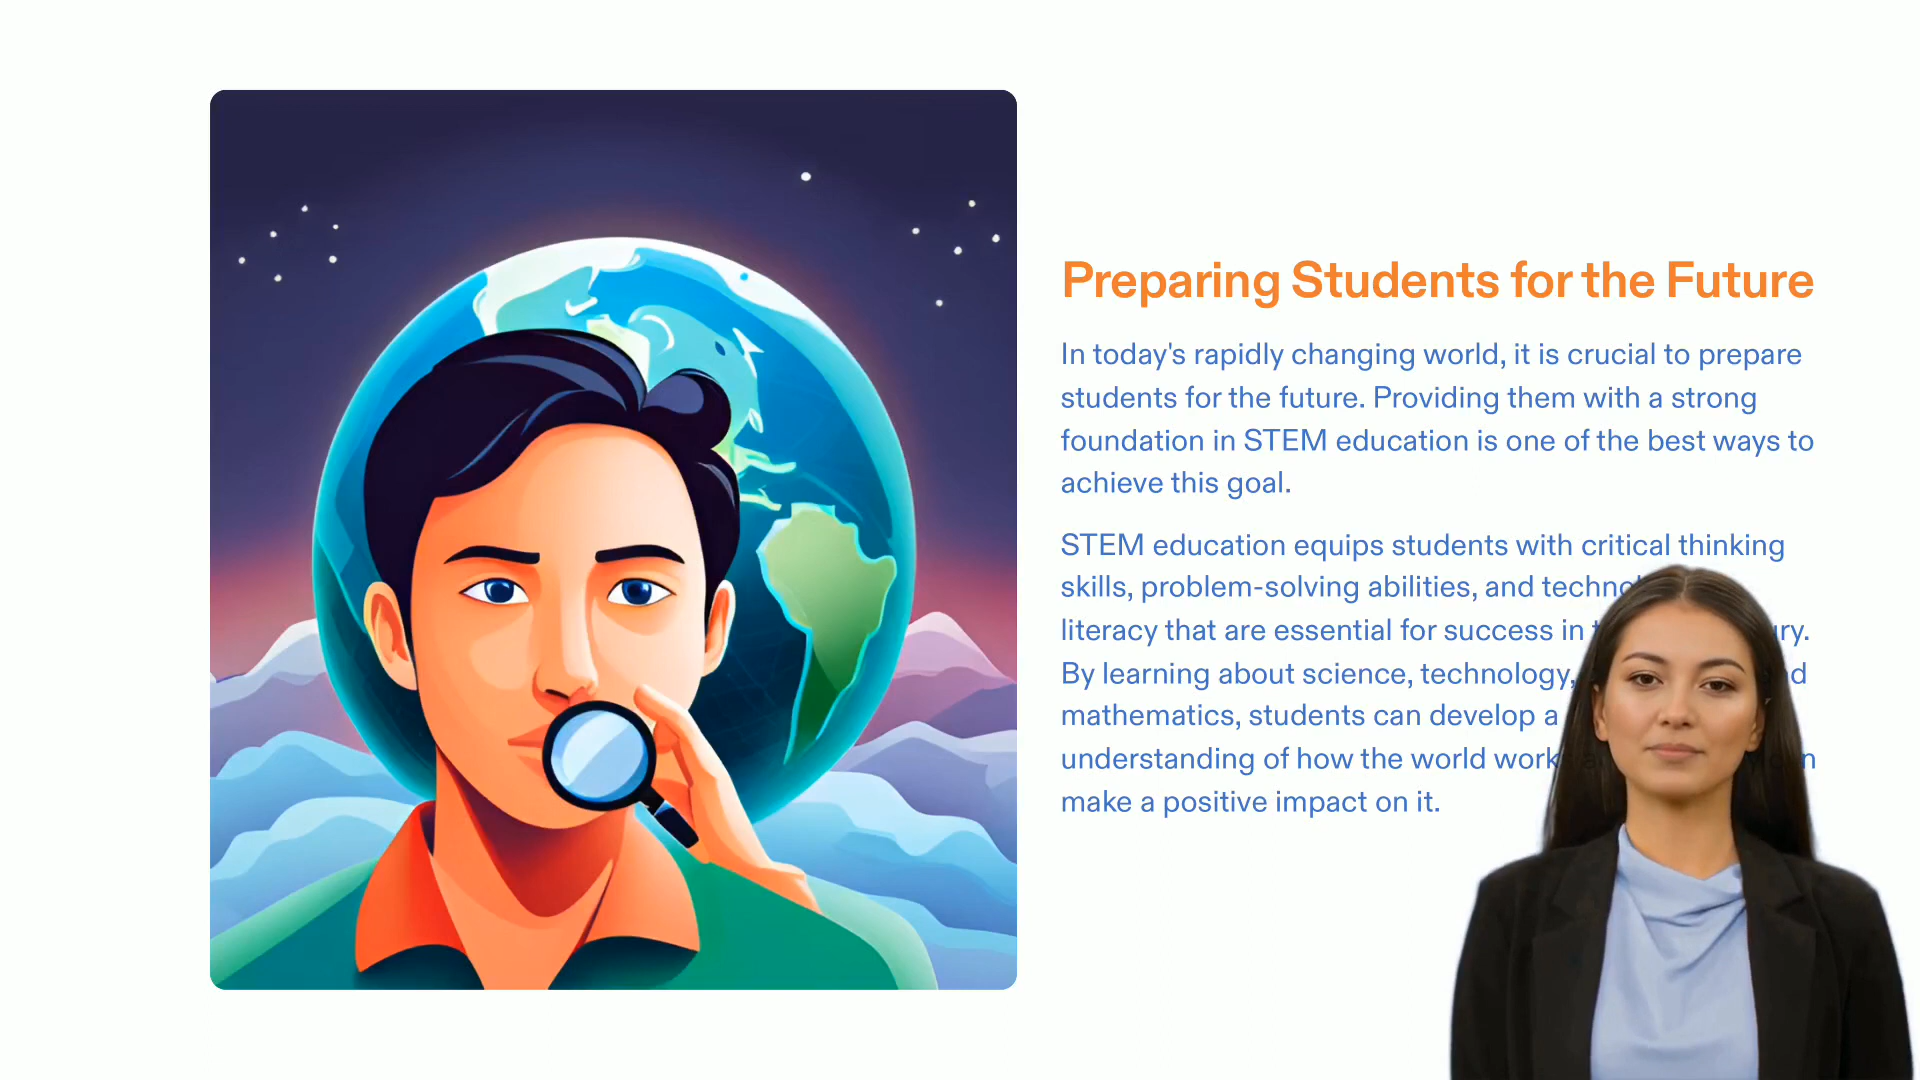 Preparing Students for the Future
In today's rapidly changing world, it is crucial to prepare
students for the future. Providing them with a strong
foundation in STEM education is one of the best ways to
achieve this goal.
STEM education equips students with critical thinking
skills, problem-solving abilities, and
literacy that are essential for success in
By learning about science, technology,
mathematics, students can develop a
understanding of how the world
make a positive impact on it.